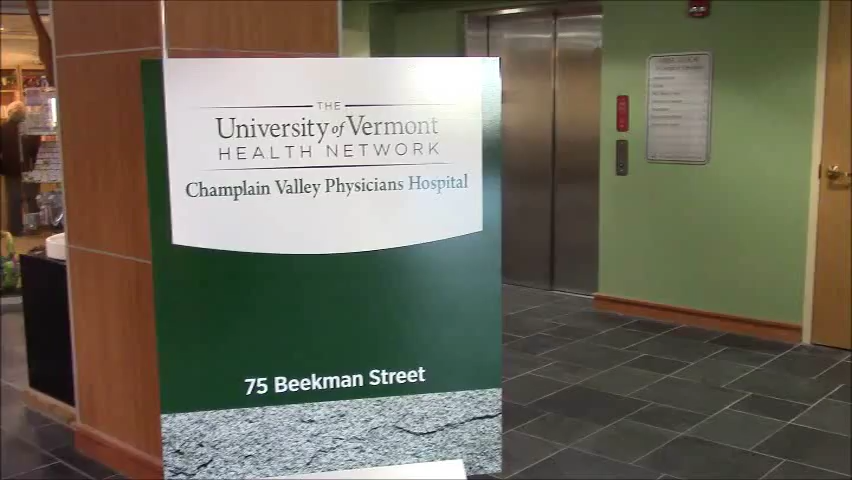 THE
University of Vermont
HEALTH NETWORK
Champlain Valley Physicians Hospital
75 Beekman Street